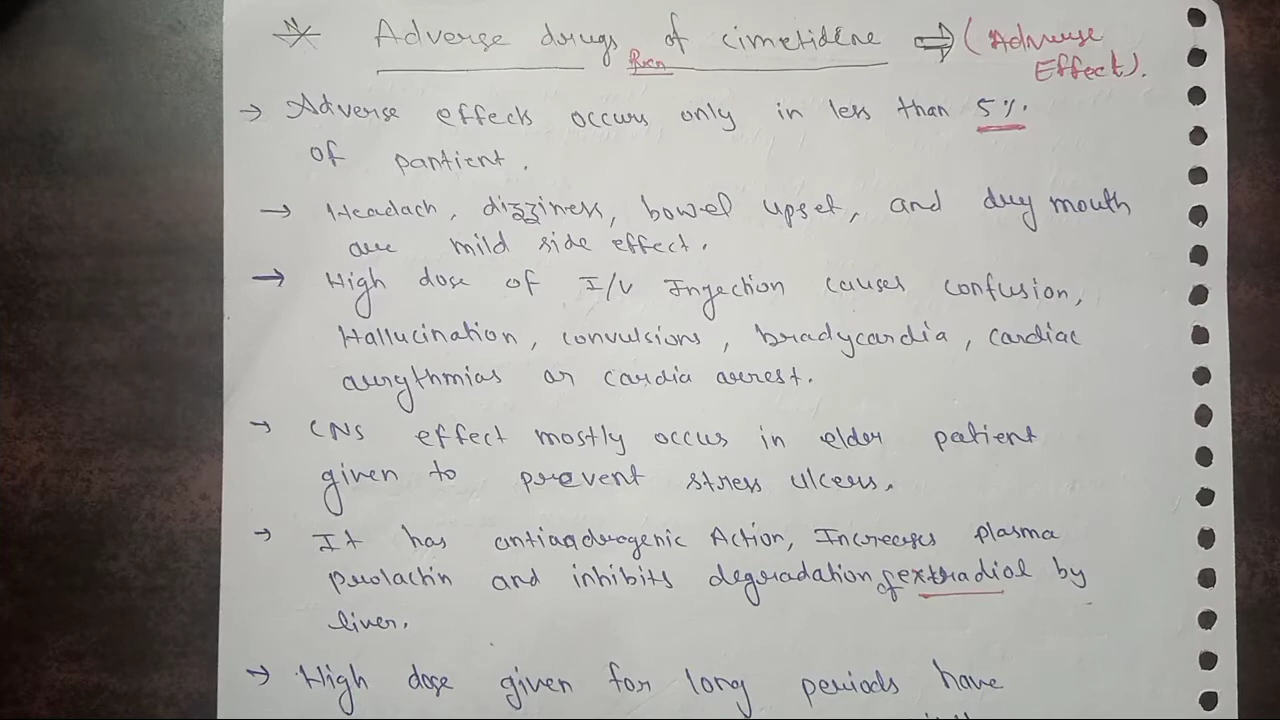 N
Adverse drugs of cimetidene ⇒ (Adverse
Rxn
Effect).
→ Adverse effects occurs only in less than 5%
of pantient.
→ Headach, dizziness, bowel upset, and dry mouth
are mild side effect.
→ High dose of I/V Ingection causes confusion,
Hallucination, convulsions, bradycardia, cardiac
arrythmias or cardia arrest.
→ CNS effect mostly occus in elder patient
given to prevent stress ulcers.
→ It has antiandrogenic Action, Increases plasma
prolactin and inhibits degradation of extradiol by
liver.
→ High dose given for long periods have